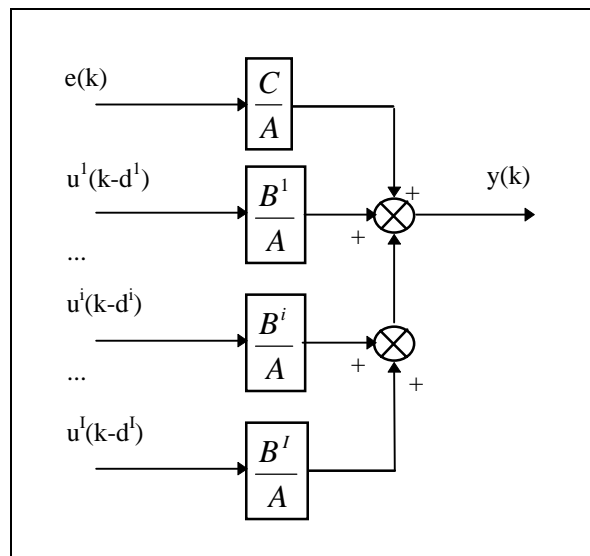 e(k)
C
A
+
y(k)
u¹(k-d¹)
B¹
A
+
...
uⁱ(k-dⁱ)
Bⁱ
A
+
+
...
uᴵ(k-dᴵ)
Bᴵ
A